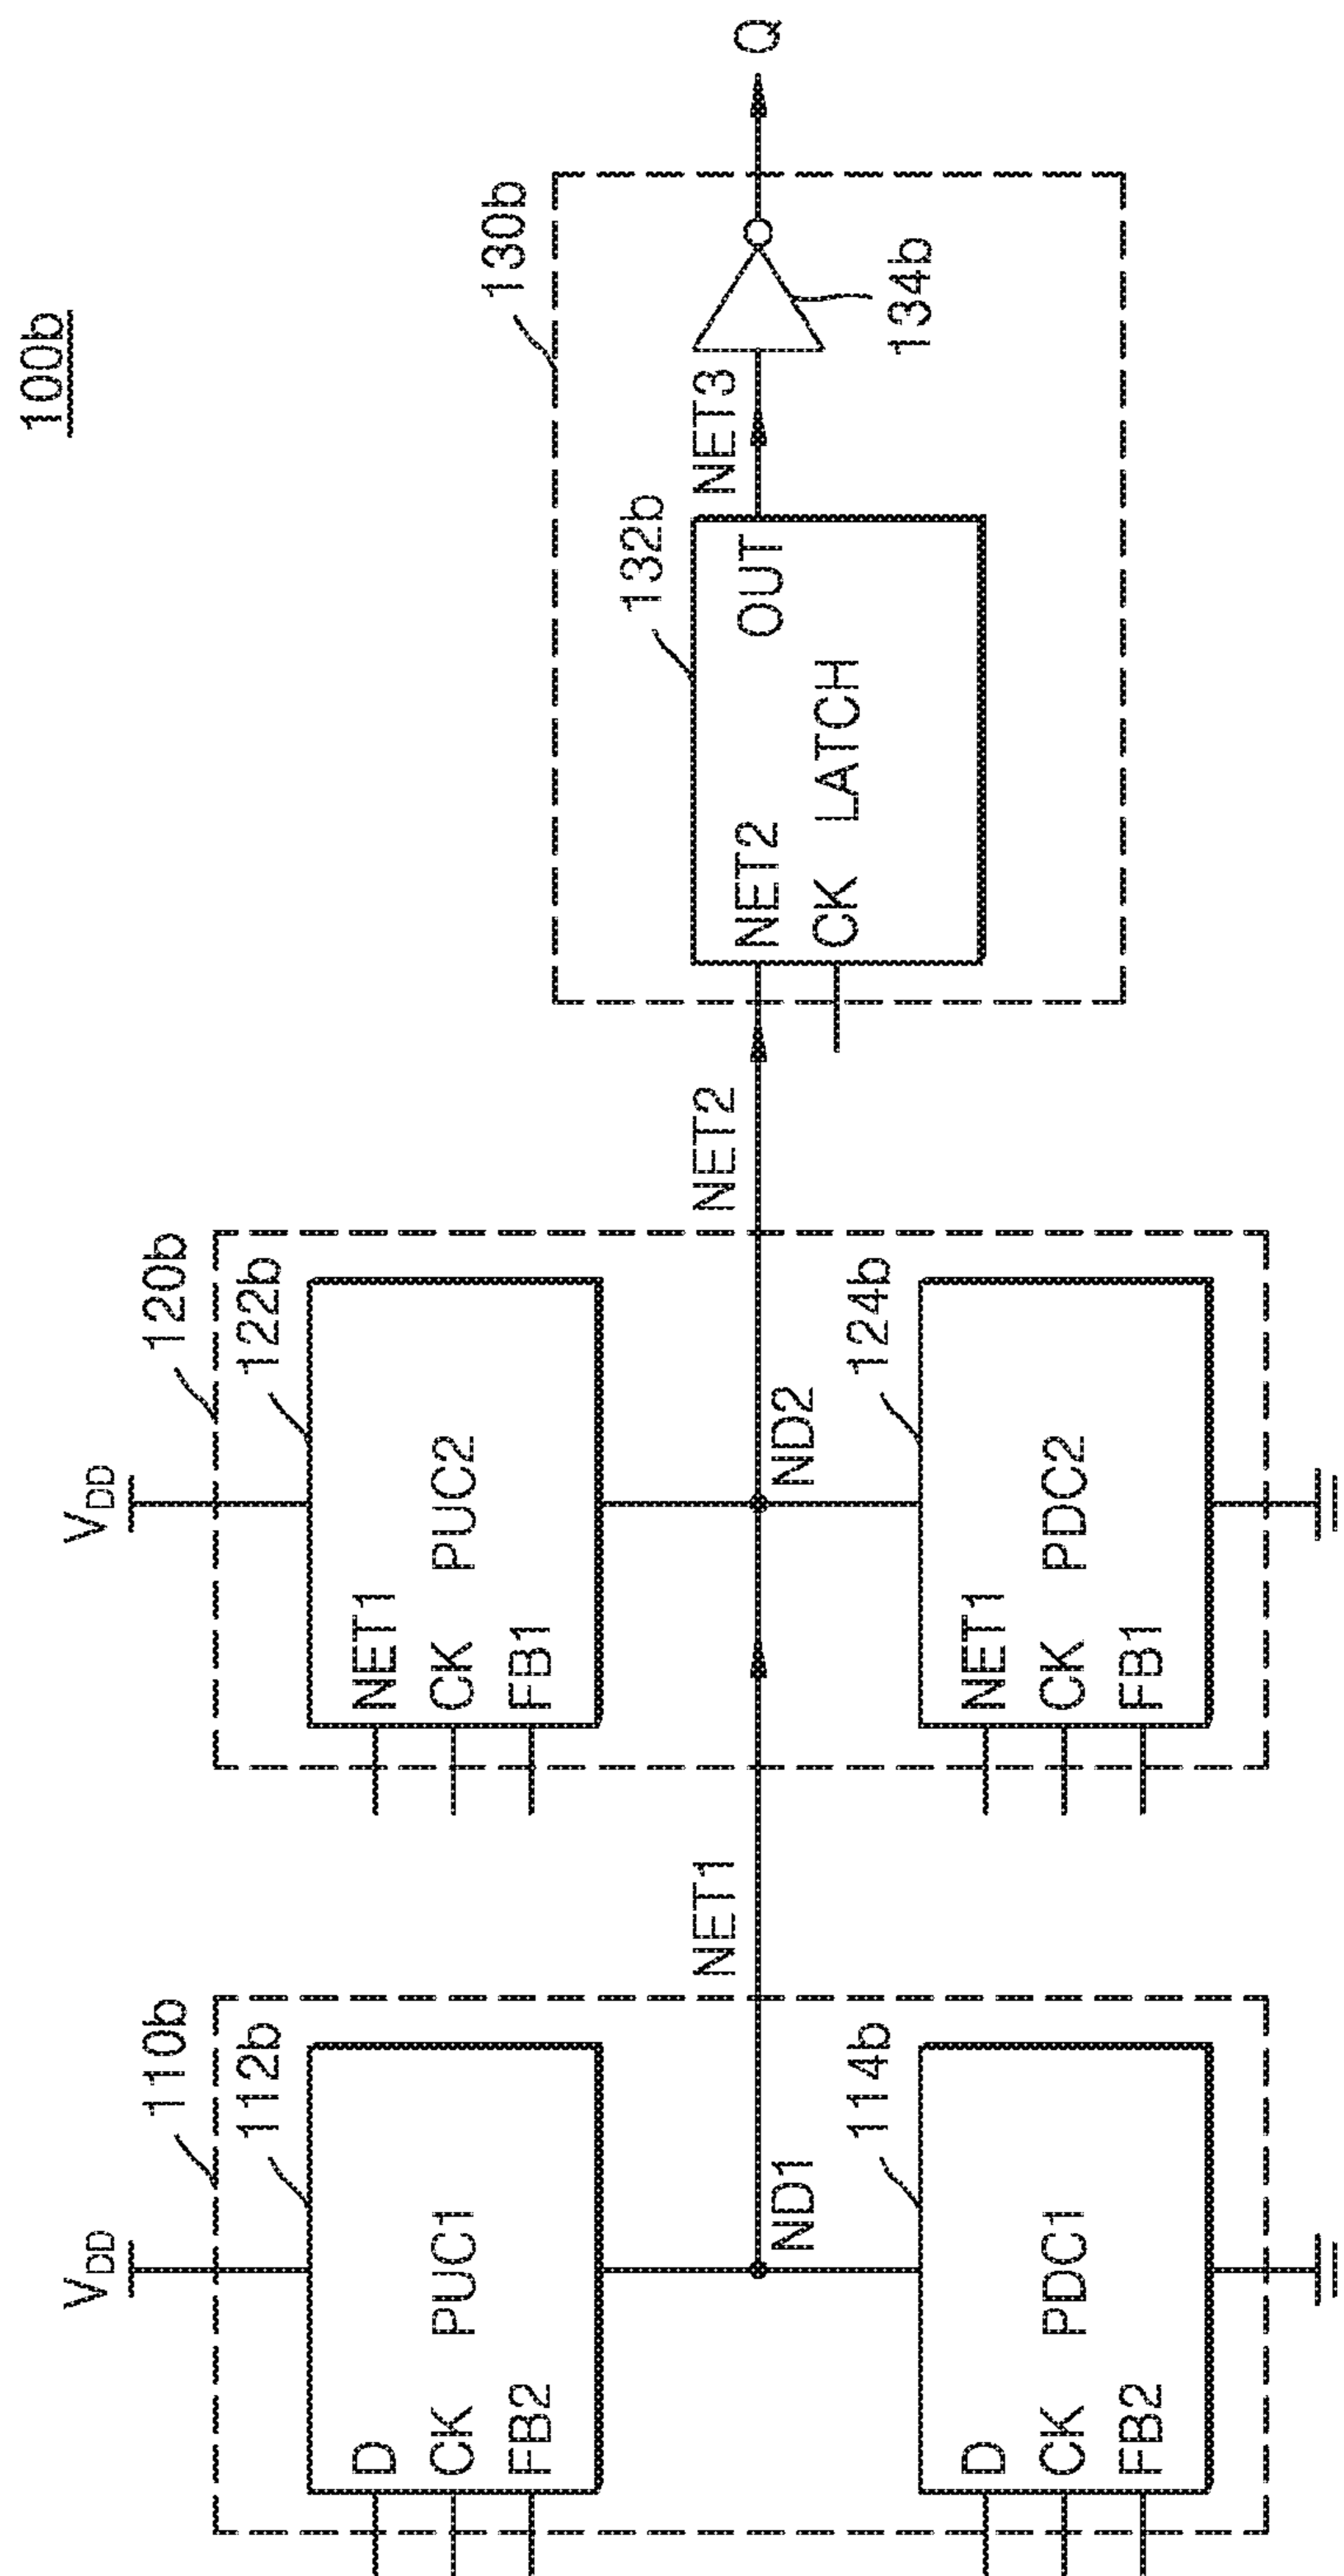 100b
V_DD
110b
112b
D
CK PUC1
FB2
ND1
NET1
114b
D
CK PDC1
FB2
V_DD
120b
122b
NET1
CK PUC2
FB1
ND2
NET2
124b
NET1
CK PDC2
FB1
130b
132b
NET2 OUT
CK LATCH
NET3
134b
Q